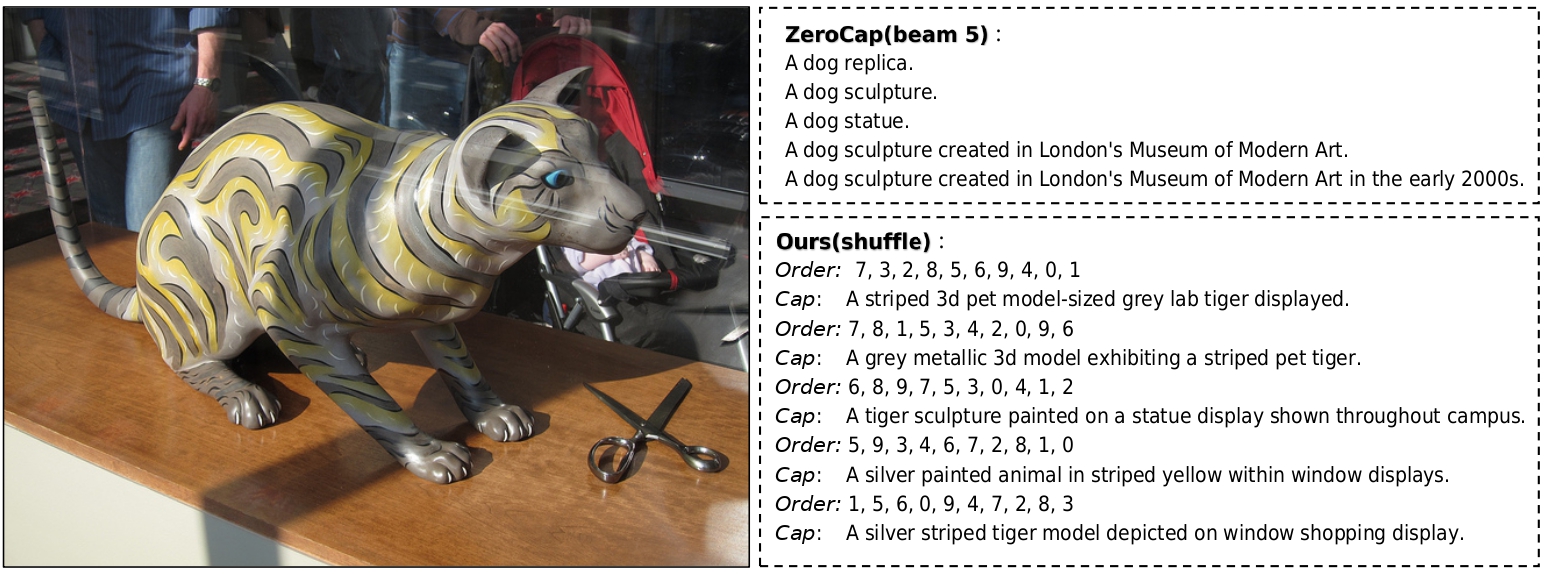 ZeroCap(beam 5) :
A dog replica.
A dog sculpture.
A dog statue.
A dog sculpture created in London's Museum of Modern Art.
A dog sculpture created in London's Museum of Modern Art in the early 2000s.
Ours(shuffle) :
Order: 7, 3, 2, 8, 5, 6, 9, 4, 0, 1
Cap: A striped 3d pet model-sized grey lab tiger displayed.
Order: 7, 8, 1, 5, 3, 4, 2, 0, 9, 6
Cap: A grey metallic 3d model exhibiting a striped pet tiger.
Order: 6, 8, 9, 7, 5, 3, 0, 4, 1, 2
Cap: A tiger sculpture painted on a statue display shown throughout campus.
Order: 5, 9, 3, 4, 6, 7, 2, 8, 1, 0
Cap: A silver painted animal in striped yellow within window displays.
Order: 1, 5, 6, 0, 9, 4, 7, 2, 8, 3
Cap: A silver striped tiger model depicted on window shopping display.